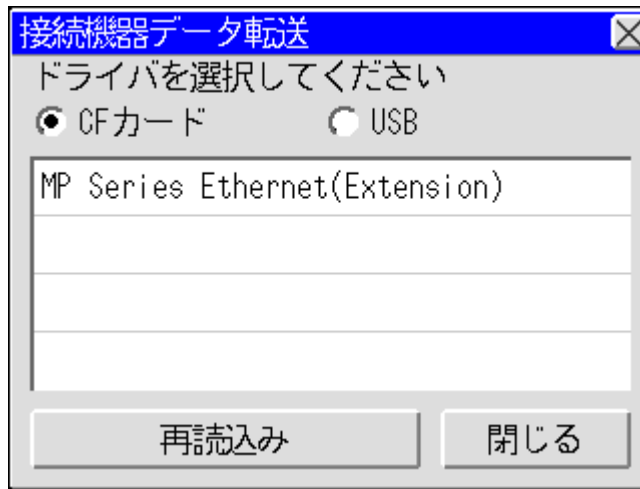 接続機器データ転送
ドライバを選択してください
CFカード USB
MP Series Ethernet(Extension)
再読込み 閉じる